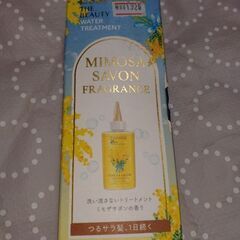 THE BEAUTY
WATER
TREATMENT
MIMOSA
SAVON
FRAGRANCE
洗い流さないトリートメント
ミモザサボンの香り
つるサラ髪、1日続く